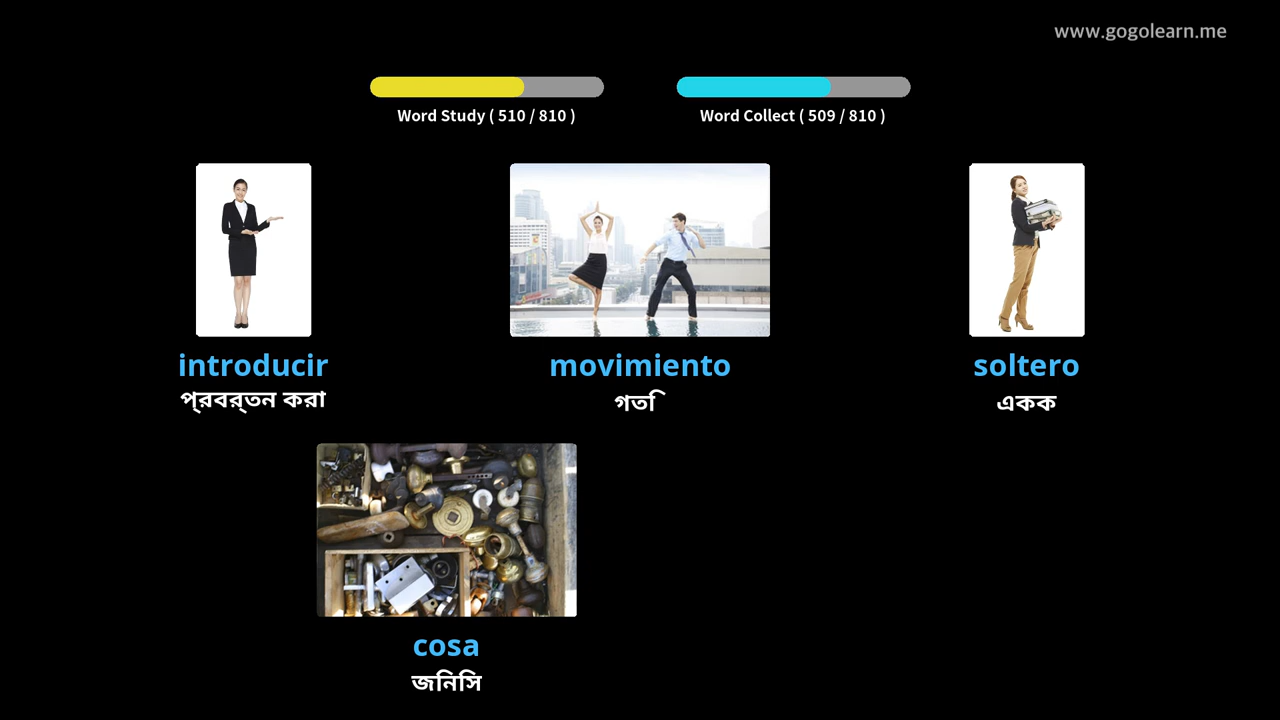 www.gogolearn.me
Word Study ( 510 / 810 )
Word Collect ( 509 / 810 )
introducir
প্রবর্তন করা
movimiento
গতি
soltero
একক
cosa
জিনিস